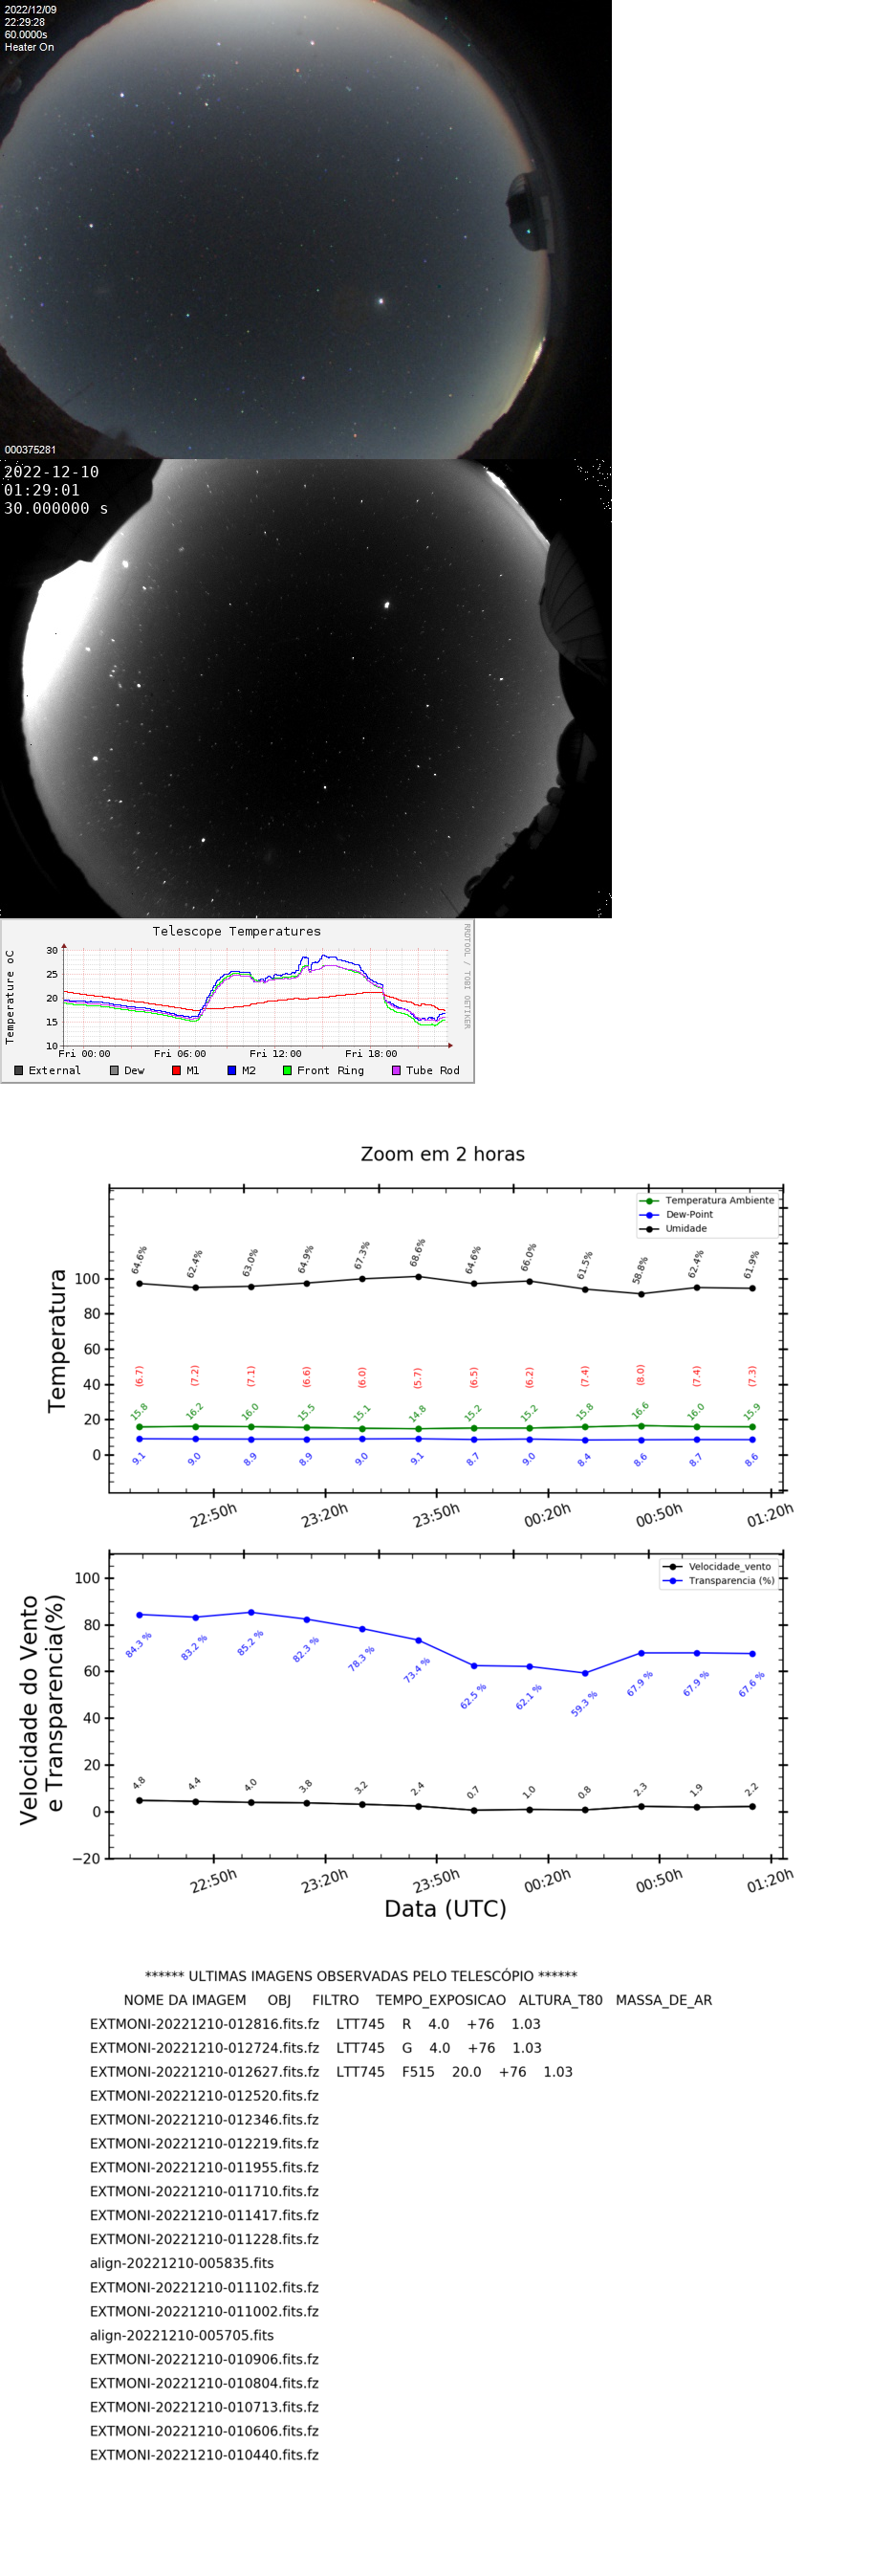 2022/12/09
22:29:28
60.0000s
Heater On
000375281
2022-12-10
01:29:01
30.000000 s
Telescope Temperatures
RRDTOOL / TOBI OETIKER
Temperature oC
30
25
20
15
10
Fri 00:00 Fri 06:00 Fri 12:00 Fri 18:00
External Dew M1 M2 Front Ring Tube Rod
Zoom em 2 horas
Temperatura Ambiente
Dew-Point
Umidade
Temperatura
100
80
60
40
20
0
64.6% 62.4% 63.0% 64.9% 67.3% 68.6% 64.6% 66.0% 61.5% 58.8% 62.4% 61.9%
(6.7) (7.2) (7.1) (6.6) (6.0) (5.7) (6.5) (6.2) (7.4) (8.0) (7.4) (7.3)
15.8 16.2 16.0 15.5 15.1 14.8 15.2 15.2 15.8 16.6 16.0 15.9
9.1 9.0 8.9 8.9 9.0 9.1 8.7 9.0 8.4 8.6 8.7 8.6
22:50h 23:20h 23:50h 00:20h 00:50h 01:20h
Velocidade_vento
Transparencia (%)
Velocidade do Vento
e Transparencia(%)
100
80
60
40
20
0
−20
84.3 % 83.2 % 85.2 % 82.3 % 78.3 % 73.4 % 62.5 % 62.1 % 59.3 % 67.9 % 67.9 % 67.6 %
4.8 4.4 4.0 3.8 3.2 2.4 0.7 1.0 0.8 2.3 1.9 2.2
22:50h 23:20h 23:50h 00:20h 00:50h 01:20h
Data (UTC)
****** ULTIMAS IMAGENS OBSERVADAS PELO TELESCÓPIO ******
NOME DA IMAGEM OBJ FILTRO TEMPO_EXPOSICAO ALTURA_T80 MASSA_DE_AR
EXTMONI-20221210-012816.fits.fz LTT745 R 4.0 +76 1.03
EXTMONI-20221210-012724.fits.fz LTT745 G 4.0 +76 1.03
EXTMONI-20221210-012627.fits.fz LTT745 F515 20.0 +76 1.03
EXTMONI-20221210-012520.fits.fz
EXTMONI-20221210-012346.fits.fz
EXTMONI-20221210-012219.fits.fz
EXTMONI-20221210-011955.fits.fz
EXTMONI-20221210-011710.fits.fz
EXTMONI-20221210-011417.fits.fz
EXTMONI-20221210-011228.fits.fz
align-20221210-005835.fits
EXTMONI-20221210-011102.fits.fz
EXTMONI-20221210-011002.fits.fz
align-20221210-005705.fits
EXTMONI-20221210-010906.fits.fz
EXTMONI-20221210-010804.fits.fz
EXTMONI-20221210-010713.fits.fz
EXTMONI-20221210-010606.fits.fz
EXTMONI-20221210-010440.fits.fz